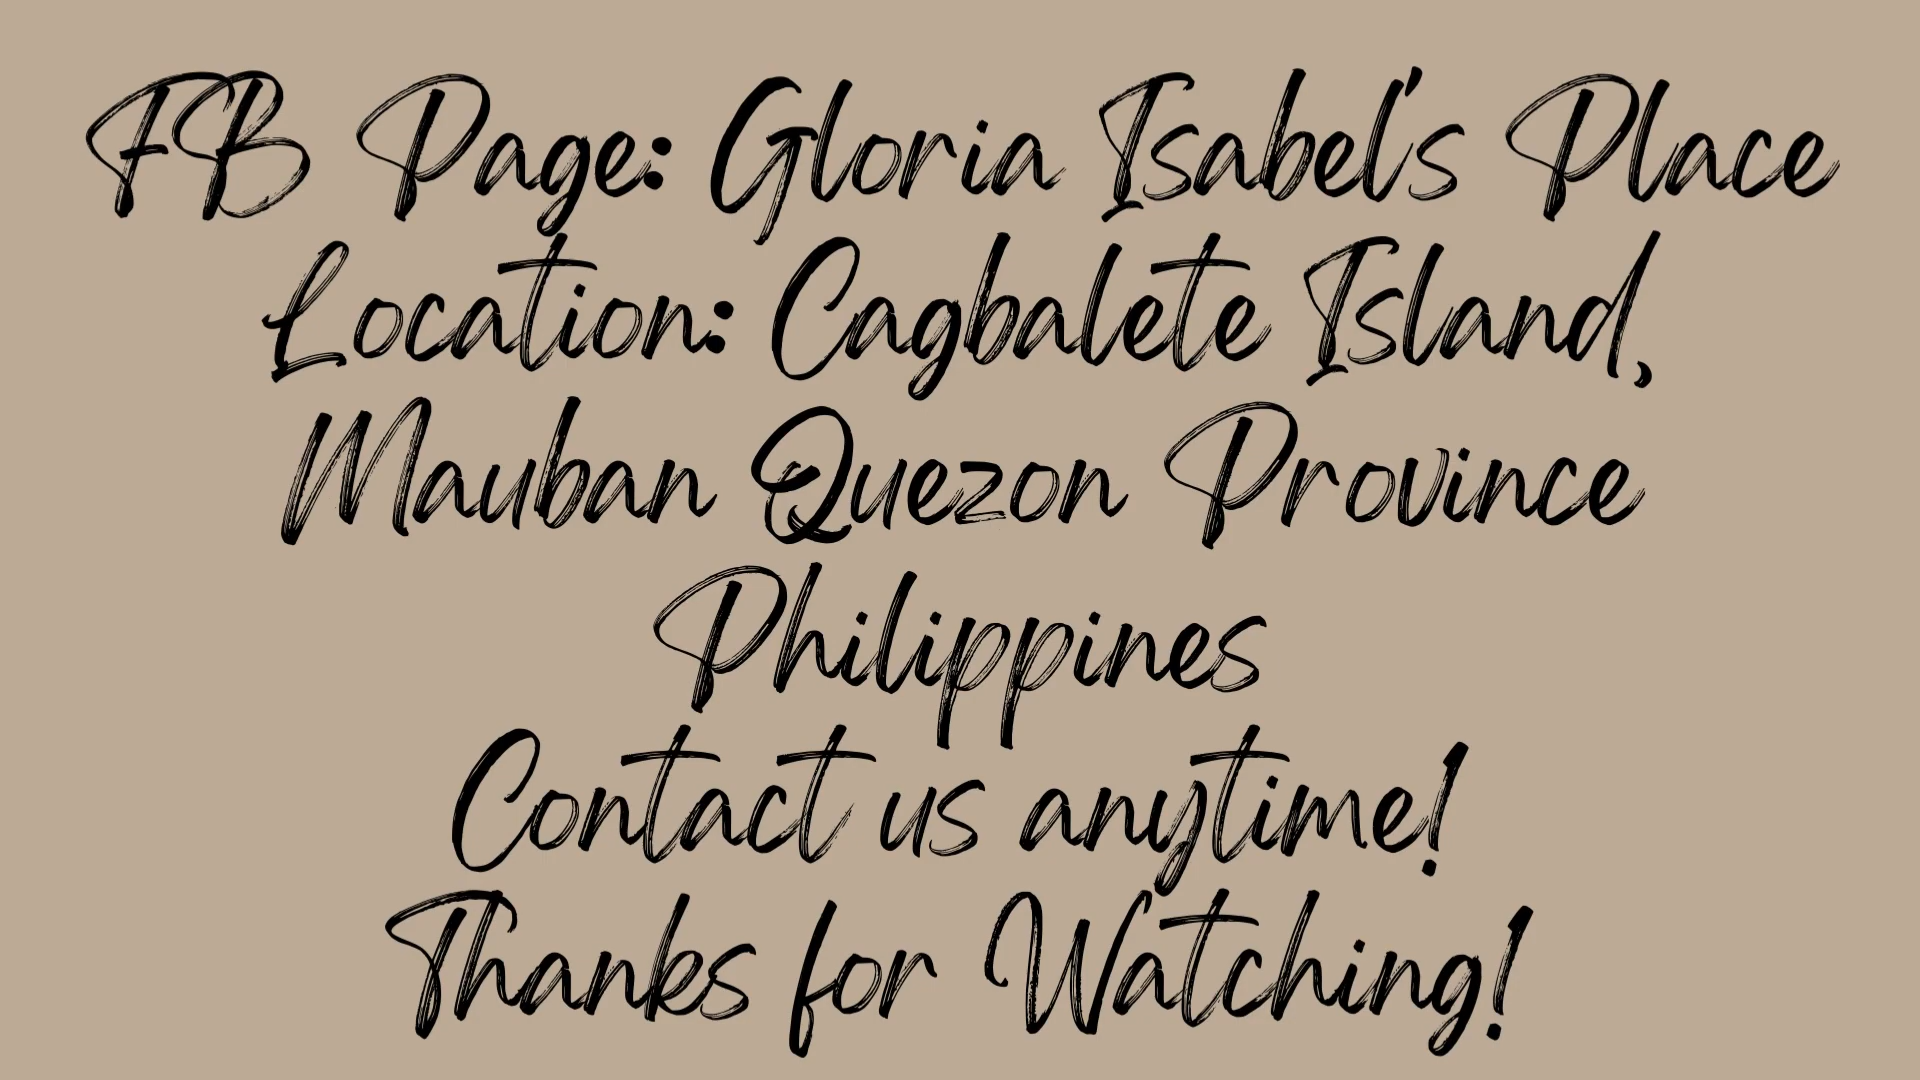 FB Page: Gloria Isabel's Place
Location: Cagbalete Island,
Mauban Quezon Province
Philippines
Contact us anytime!
Thanks for Watching!